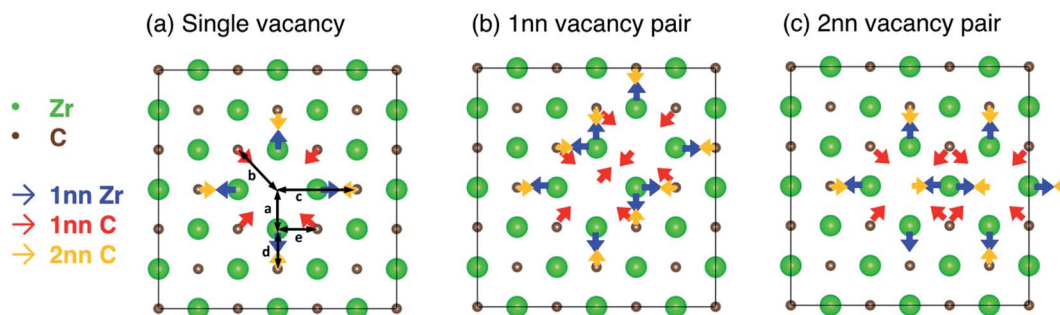 (a) Single vacancy
(b) 1nn vacancy pair
(c) 2nn vacancy pair
Zr
C
1nn Zr
1nn C
2nn C
b
c
a
e
d